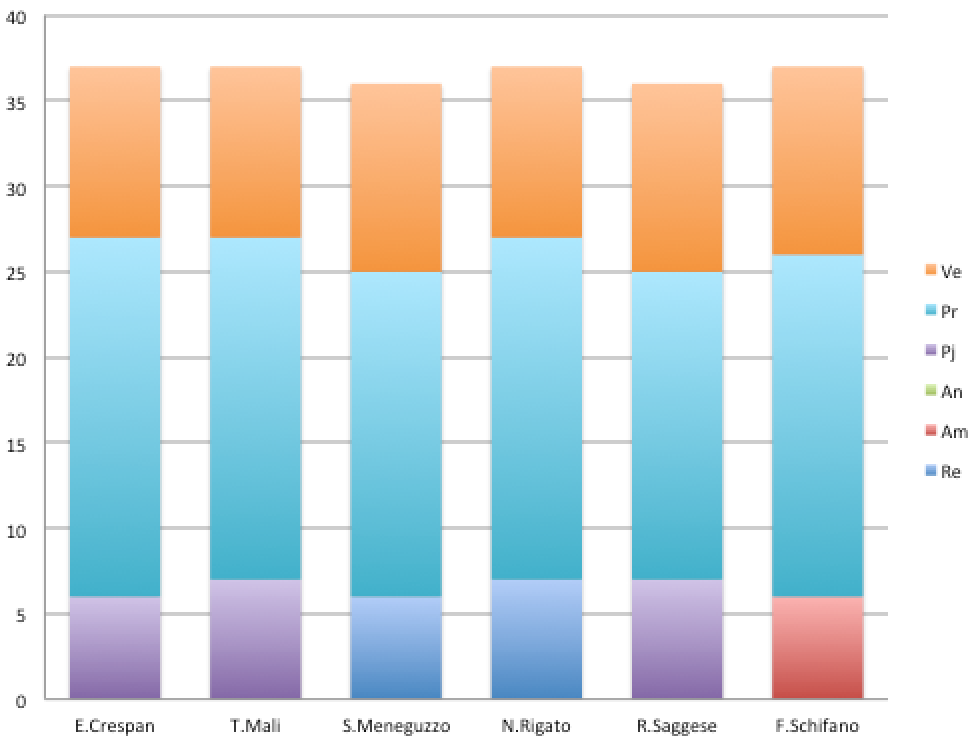 40
35
30
25
20
15
10
5
0
E.Crespan T.Mali S.Meneguzzo N.Rigato R.Saggese F.Schifano
Ve
Pr
Pj
An
Am
Re